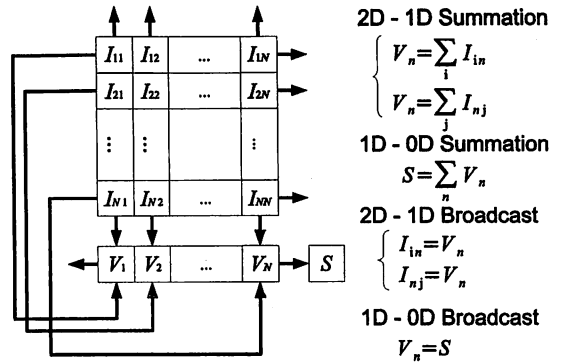 I11 I12 ... I1N
I21 I22 ... I2N
⋮ ⋮ ⋮
IN1 IN2 ... INN
V1 V2 ... VN S
2D - 1D Summation
Vn=∑i Iin
Vn=∑j Inj
1D - 0D Summation
S=∑n Vn
2D - 1D Broadcast
Iin=Vn
Inj=Vn
1D - 0D Broadcast
Vn=S